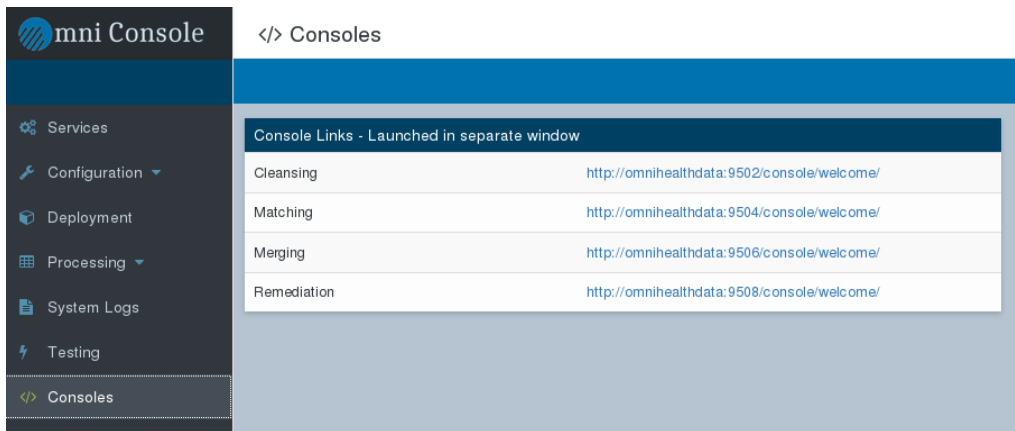 mni Console
</> Consoles
Services
Configuration
Deployment
Processing
System Logs
Testing
</> Consoles
Console Links - Launched in separate window
Cleansing http://omnihealthdata:9502/console/welcome/
Matching http://omnihealthdata:9504/console/welcome/
Merging http://omnihealthdata:9506/console/welcome/
Remediation http://omnihealthdata:9508/console/welcome/